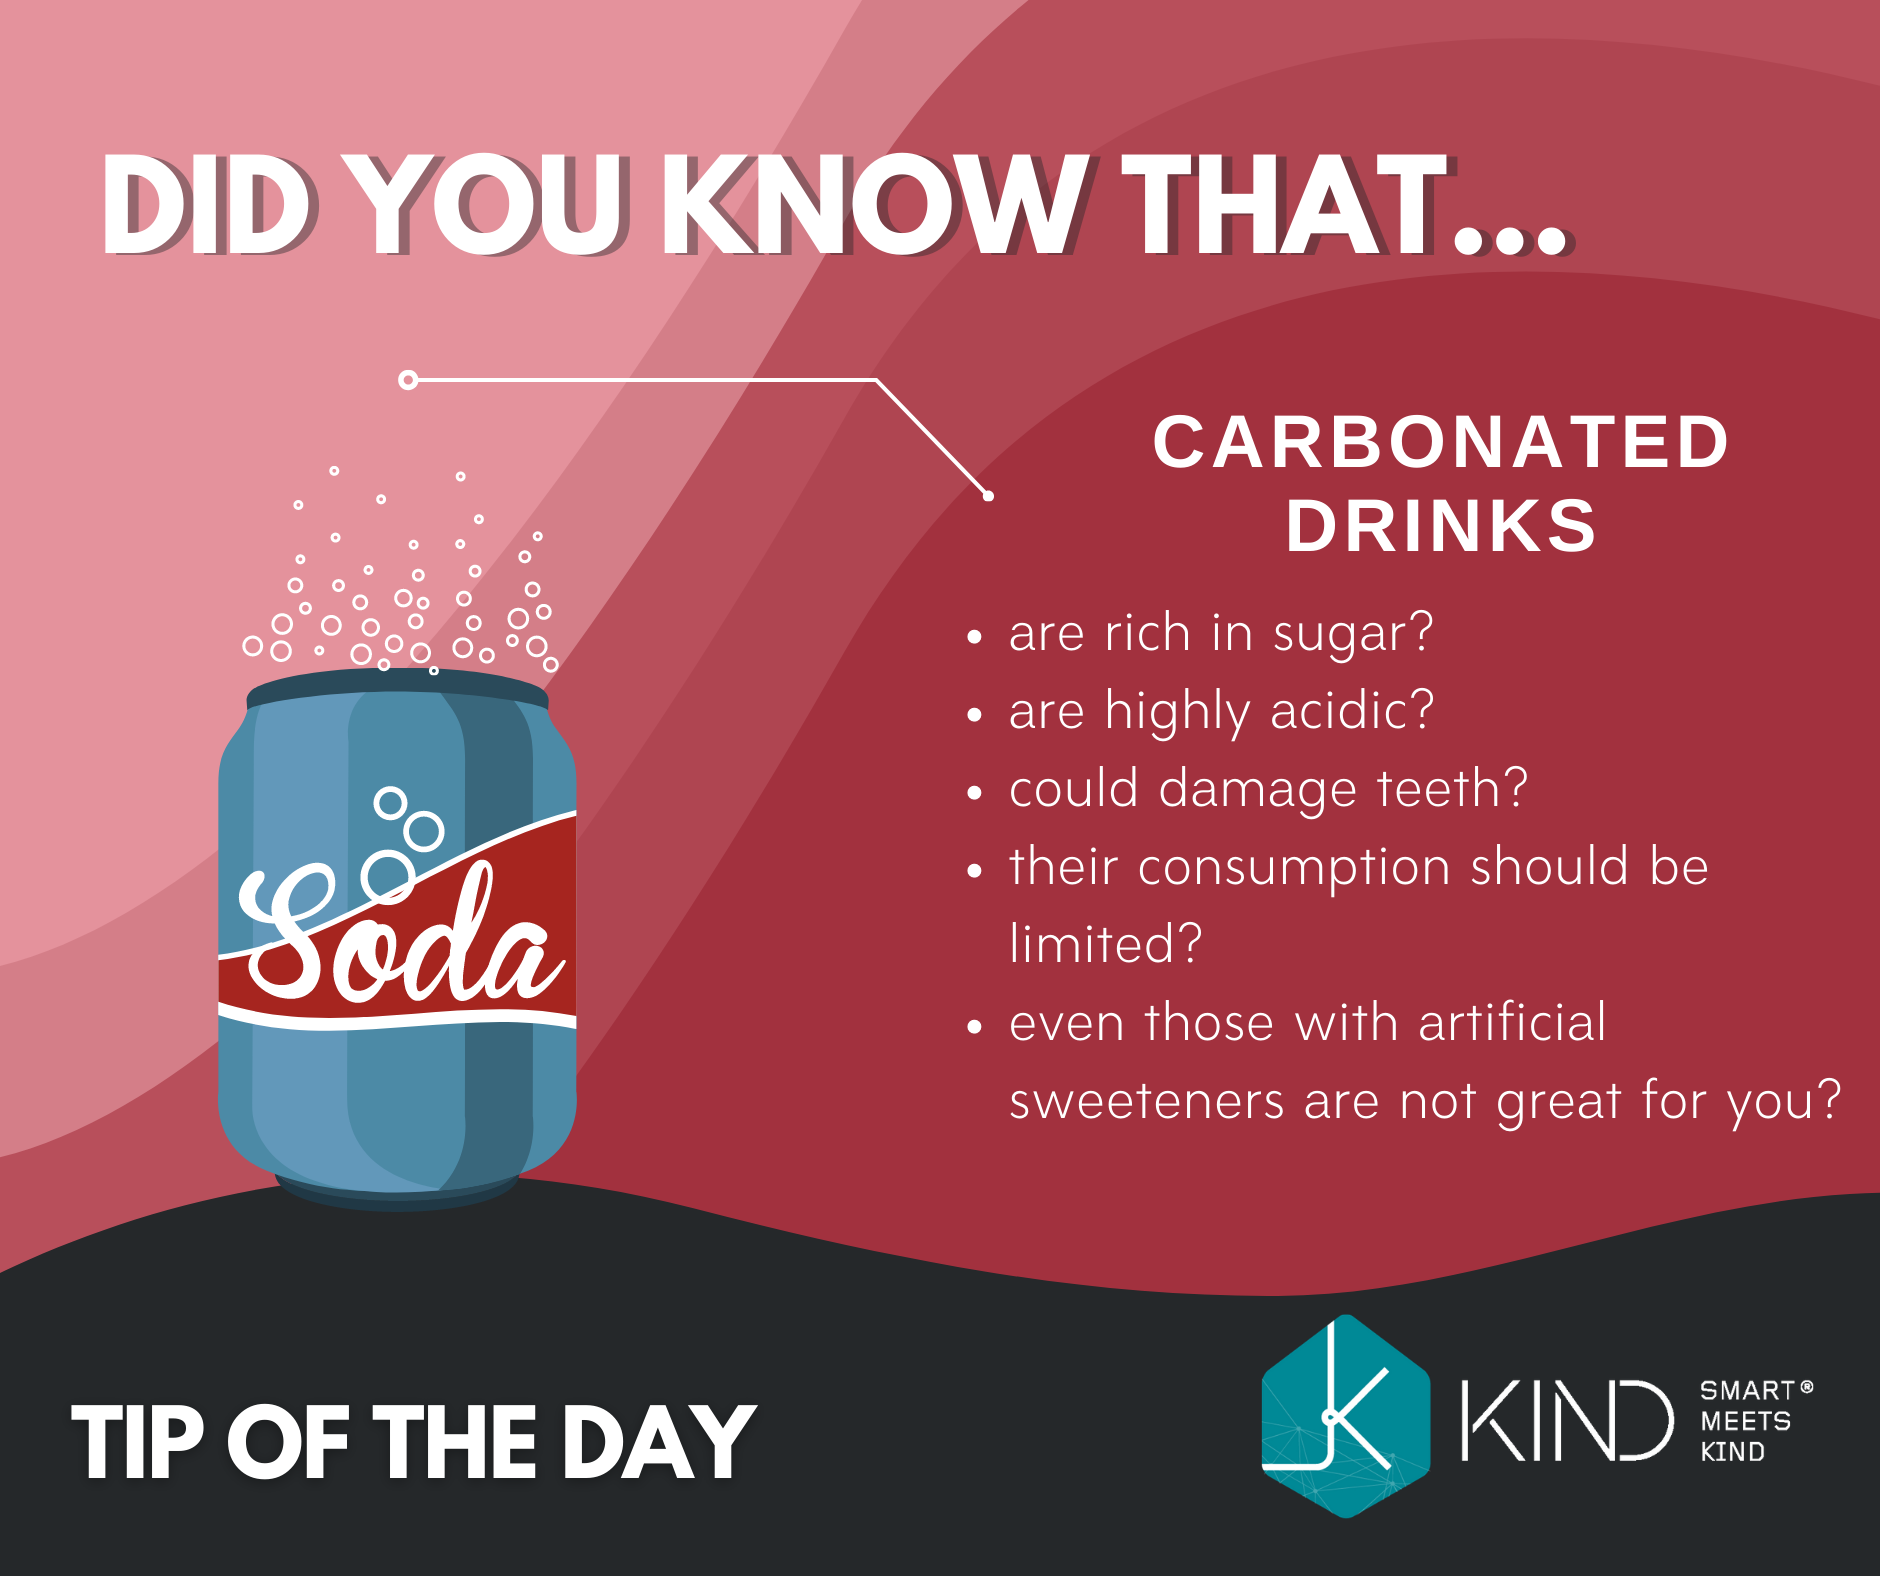 DID YOU KNOW THAT...
CARBONATED
DRINKS
• are rich in sugar?
• are highly acidic?
• could damage teeth?
• their consumption should be
limited?
• even those with artificial
sweeteners are not great for you?
Soda
TIP OF THE DAY
KIND
SMART®
MEETS
KIND